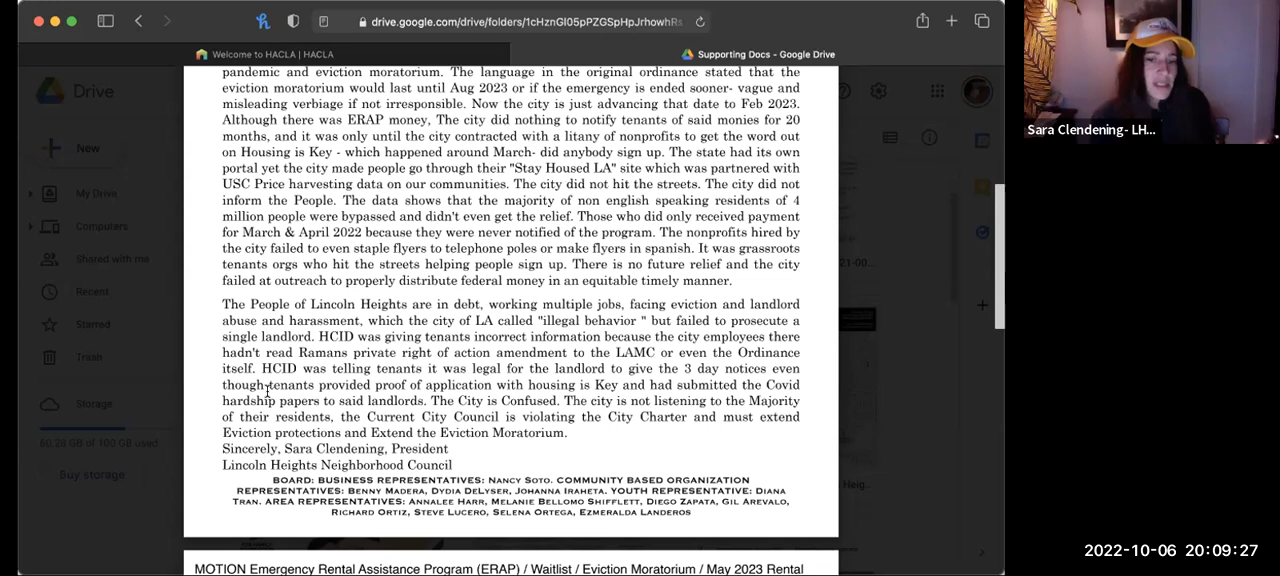 drive.google.com/drive/folders/1cHznGI05pPZGSpHpJrhowhRs
Welcome to HACLA | HACLA
Supporting Docs - Google Drive
Drive
New
My Drive
Computers
Shared with me
Recent
Starred
Trash
Storage
60.28 GB of 100 GB used
Buy storage
pandemic and eviction moratorium. The language in the original ordinance stated that the
eviction moratorium would last until Aug 2023 or if the emergency is ended sooner- vague and
misleading verbiage if not irresponsible. Now the city is just advancing that date to Feb 2023.
Although there was ERAP money, The city did nothing to notify tenants of said monies for 20
months, and it was only until the city contracted with a litany of nonprofits to get the word out
on Housing is Key - which happened around March- did anybody sign up. The state had its own
portal yet the city made people go through their "Stay Housed LA" site which was partnered with
USC Price harvesting data on our communities. The city did not hit the streets. The city did not
inform the People. The data shows that the majority of non english speaking residents of 4
million people were bypassed and didn't even get the relief. Those who did only received payment
for March & April 2022 because they were never notified of the program. The nonprofits hired by
the city failed to even staple flyers to telephone poles or make flyers in spanish. It was grassroots
tenants orgs who hit the streets helping people sign up. There is no future relief and the city
failed at outreach to properly distribute federal money in an equitable timely manner.
The People of Lincoln Heights are in debt, working multiple jobs, facing eviction and landlord
abuse and harassment, which the city of LA called "illegal behavior " but failed to prosecute a
single landlord. HCID was giving tenants incorrect information because the city employees there
hadn't read Ramans private right of action amendment to the LAMC or even the Ordinance
itself. HCID was telling tenants it was legal for the landlord to give the 3 day notices even
though tenants provided proof of application with housing is Key and had submitted the Covid
hardship papers to said landlords. The City is Confused. The city is not listening to the Majority
of their residents, the Current City Council is violating the City Charter and must extend
Eviction protections and Extend the Eviction Moratorium.
Sincerely, Sara Clendening, President
Lincoln Heights Neighborhood Council
BOARD: BUSINESS REPRESENTATIVES: NANCY SOTO. COMMUNITY BASED ORGANIZATION
REPRESENTATIVES: BENNY MADERA, DYDIA DELYSER, JOHANNA IRAHETA. YOUTH REPRESENTATIVE: DIANA
TRAN. AREA REPRESENTATIVES: ANNALEE HARR, MELANIE BELLOMO SHIFFLETT, DIEGO ZAPATA, GIL AREVALO,
RICHARD ORTIZ, STEVE LUCERO, SELENA ORTEGA, EZMERALDA LANDEROS
MOTION Emergency Rental Assistance Program (ERAP) / Waitlist / Eviction Moratorium / May 2023 Rental
Sara Clendening- LH...
2022-10-06 20:09:27